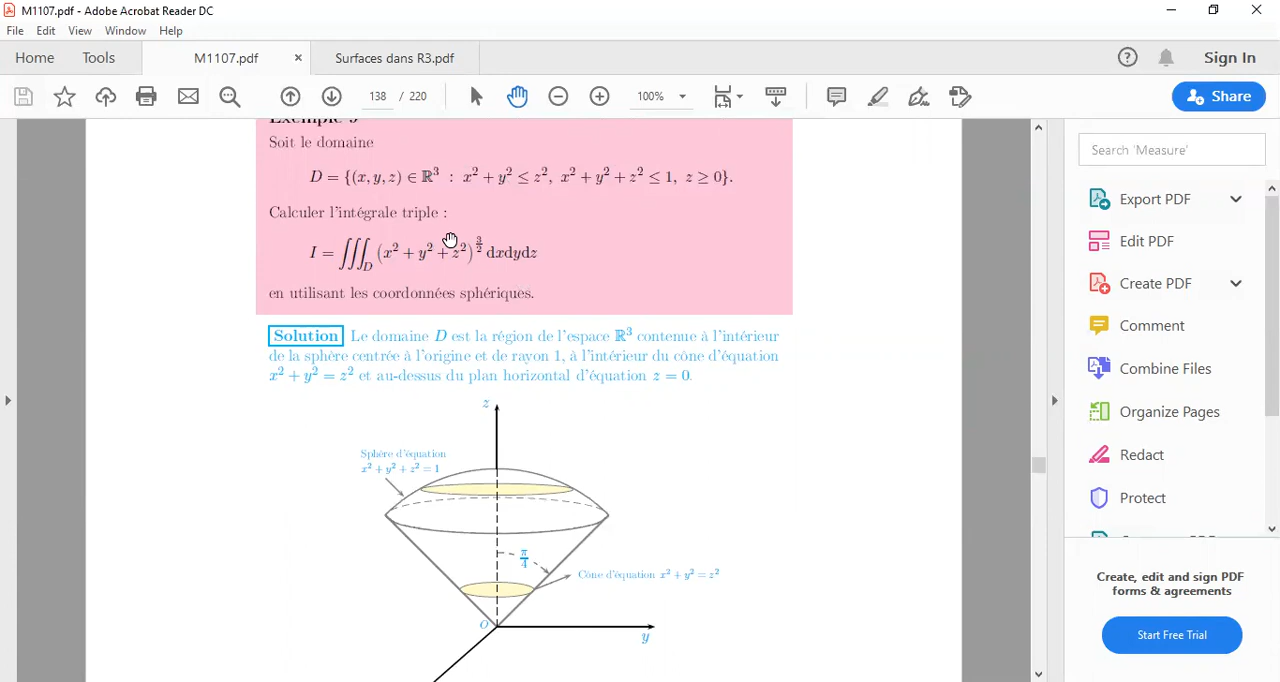 M1107.pdf - Adobe Acrobat Reader DC
File Edit View Window Help
Home Tools M1107.pdf × Surfaces dans R3.pdf Sign In
138 / 220 100% Share
Exemple 5
Soit le domaine
D = {(x, y, z) ∈ ℝ³ : x² + y² ≤ z², x² + y² + z² ≤ 1, z ≥ 0}.
Calculer l'intégrale triple :
I = ∭_D (x² + y² + z²)^{3/2} dxdydz
en utilisant les coordonnées sphériques.
Solution Le domaine D est la région de l'espace ℝ³ contenue à l'intérieur
de la sphère centrée à l'origine et de rayon 1, à l'intérieur du cône d'équation
x² + y² = z² et au-dessus du plan horizontal d'équation z = 0.
z
Sphère d'équation
x² + y² + z² = 1
π/4
Cône d'équation x² + y² = z²
O
y
Search 'Measure'
Export PDF
Edit PDF
Create PDF
Comment
Combine Files
Organize Pages
Redact
Protect
Create, edit and sign PDF
forms & agreements
Start Free Trial